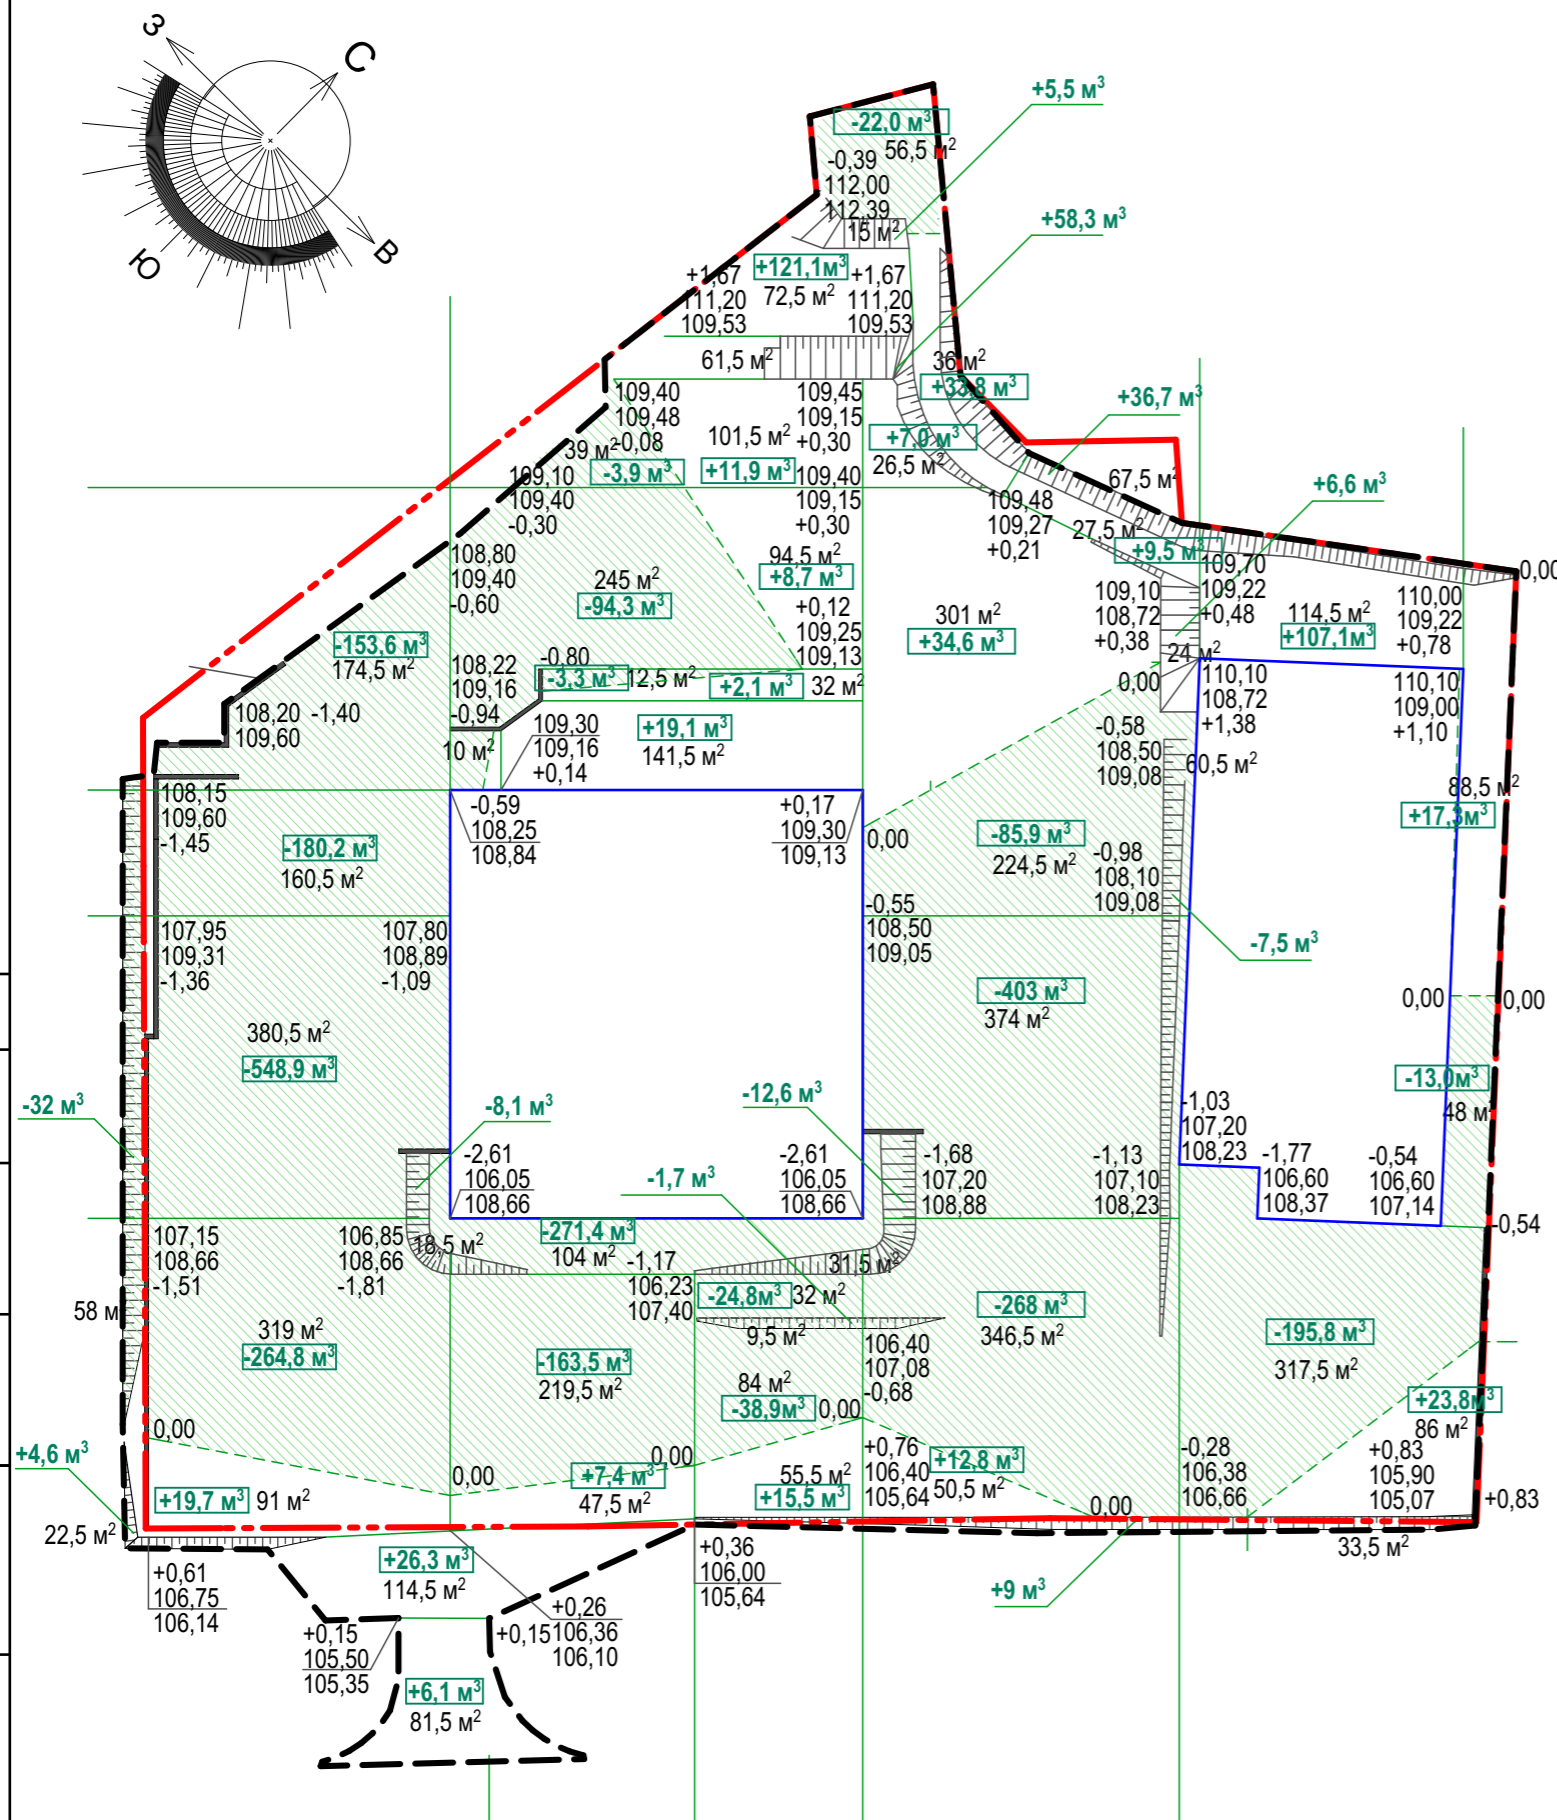 З
С
Ю
В
+5,5 м³
-22,0 м³
56,5 м²
-0,39
112,00
112,39
15 м²
+58,3 м³
+121,1м³
72,5 м²
+1,67
111,20
109,53
+1,67
111,20
109,53
61,5 м²
36 м²
+33,8 м³
+36,7 м³
109,40
109,48
-0,08
109,45
109,15
+0,30
101,5 м²
+11,9 м³
+7,0 м³
26,5 м²
39 м²
-3,9 м³
67,5 м²
+6,6 м³
109,10
109,40
-0,30
109,40
109,15
+0,30
109,48
109,27
+0,21
27,5 м²
+9,5 м³
108,80
109,40
-0,60
245 м²
-94,3 м³
94,5 м²
+8,7 м³
+0,12
109,25
109,13
301 м²
+34,6 м³
109,10
108,72
+0,38
109,70
109,22
+0,48
114,5 м²
+107,1м³
110,00
109,22
+0,78
0,00
-153,6 м³
174,5 м²
108,22
109,16
-0,94
-0,80
-3,3 м³
12,5 м²
+2,1 м³
32 м²
24 м²
0,00
110,10
108,72
+1,38
110,10
109,00
+1,10
108,20
109,60
-1,40
10 м²
109,30
109,16
+0,14
+19,1 м³
141,5 м²
-0,58
108,50
109,08
60,5 м²
88,5 м²
+17,3м³
108,15
109,60
-1,45
-180,2 м³
160,5 м²
-0,59
108,25
108,84
+0,17
109,30
109,13
0,00
-85,9 м³
224,5 м²
-0,98
108,10
109,08
107,95
109,31
-1,36
107,80
108,89
-1,09
-0,55
108,50
109,05
-7,5 м³
-403 м³
374 м²
0,00
0,00
380,5 м²
-548,9 м³
-32 м³
-8,1 м³
-12,6 м³
-13,0м³
48 м²
-2,61
106,05
108,66
-2,61
106,05
108,66
-1,7 м³
-1,68
107,20
108,88
-1,13
107,10
108,23
-1,03
107,20
108,23
-1,77
106,60
108,37
-0,54
106,60
107,14
-0,54
107,15
108,66
-1,51
106,85
108,66
-1,81
18,5 м²
-271,4 м³
104 м²
-1,17
106,23
107,40
31,5 м²
-24,8м³
32 м²
-268 м³
346,5 м²
58 м
319 м²
-264,8 м³
-163,5 м³
219,5 м²
9,5 м²
106,40
107,08
-0,68
-195,8 м³
317,5 м²
84 м²
-38,9м³
0,00
+23,8м³
86 м²
0,00
0,00
0,00
+4,6 м³
+19,7 м³
91 м²
+7,4 м³
47,5 м²
55,5 м²
+15,5 м³
+0,76
106,40
105,64
+12,8 м³
50,5 м²
0,00
-0,28
106,38
106,66
+0,83
105,90
105,07
+0,83
22,5 м²
33,5 м²
+0,61
106,75
106,14
+26,3 м³
114,5 м²
+0,36
106,00
105,64
+9 м³
+0,15
105,50
105,35
+0,15
+0,26
106,36
106,10
+6,1 м³
81,5 м²